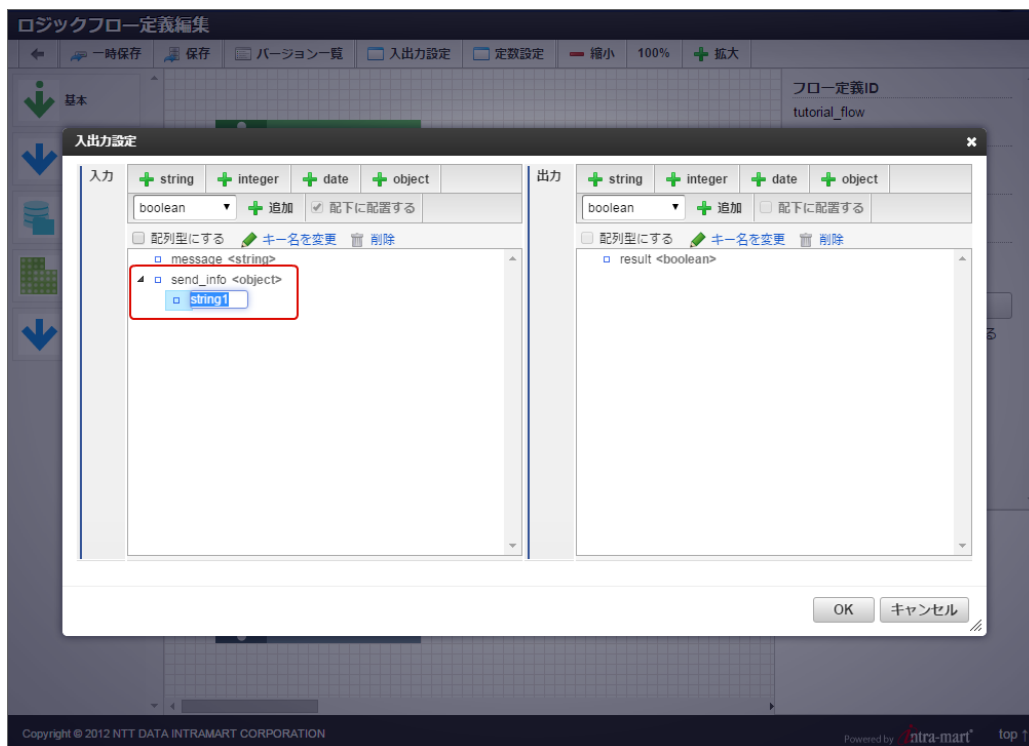 ロジックフロー定義編集
一時保存 保存 バージョン一覧 入出力設定 定数設定 縮小 100% 拡大
基本
フロー定義ID
tutorial_flow
入出力設定
入力 string integer date object
boolean 追加 配下に配置する
配列型にする キー名を変更 削除
message <string>
send_info <object>
string1
出力 string integer date object
boolean 追加 配下に配置する
配列型にする キー名を変更 削除
result <boolean>
る
OK キャンセル
Copyright © 2012 NTT DATA INTRAMART CORPORATION
Powered by intra-mart
top ↑